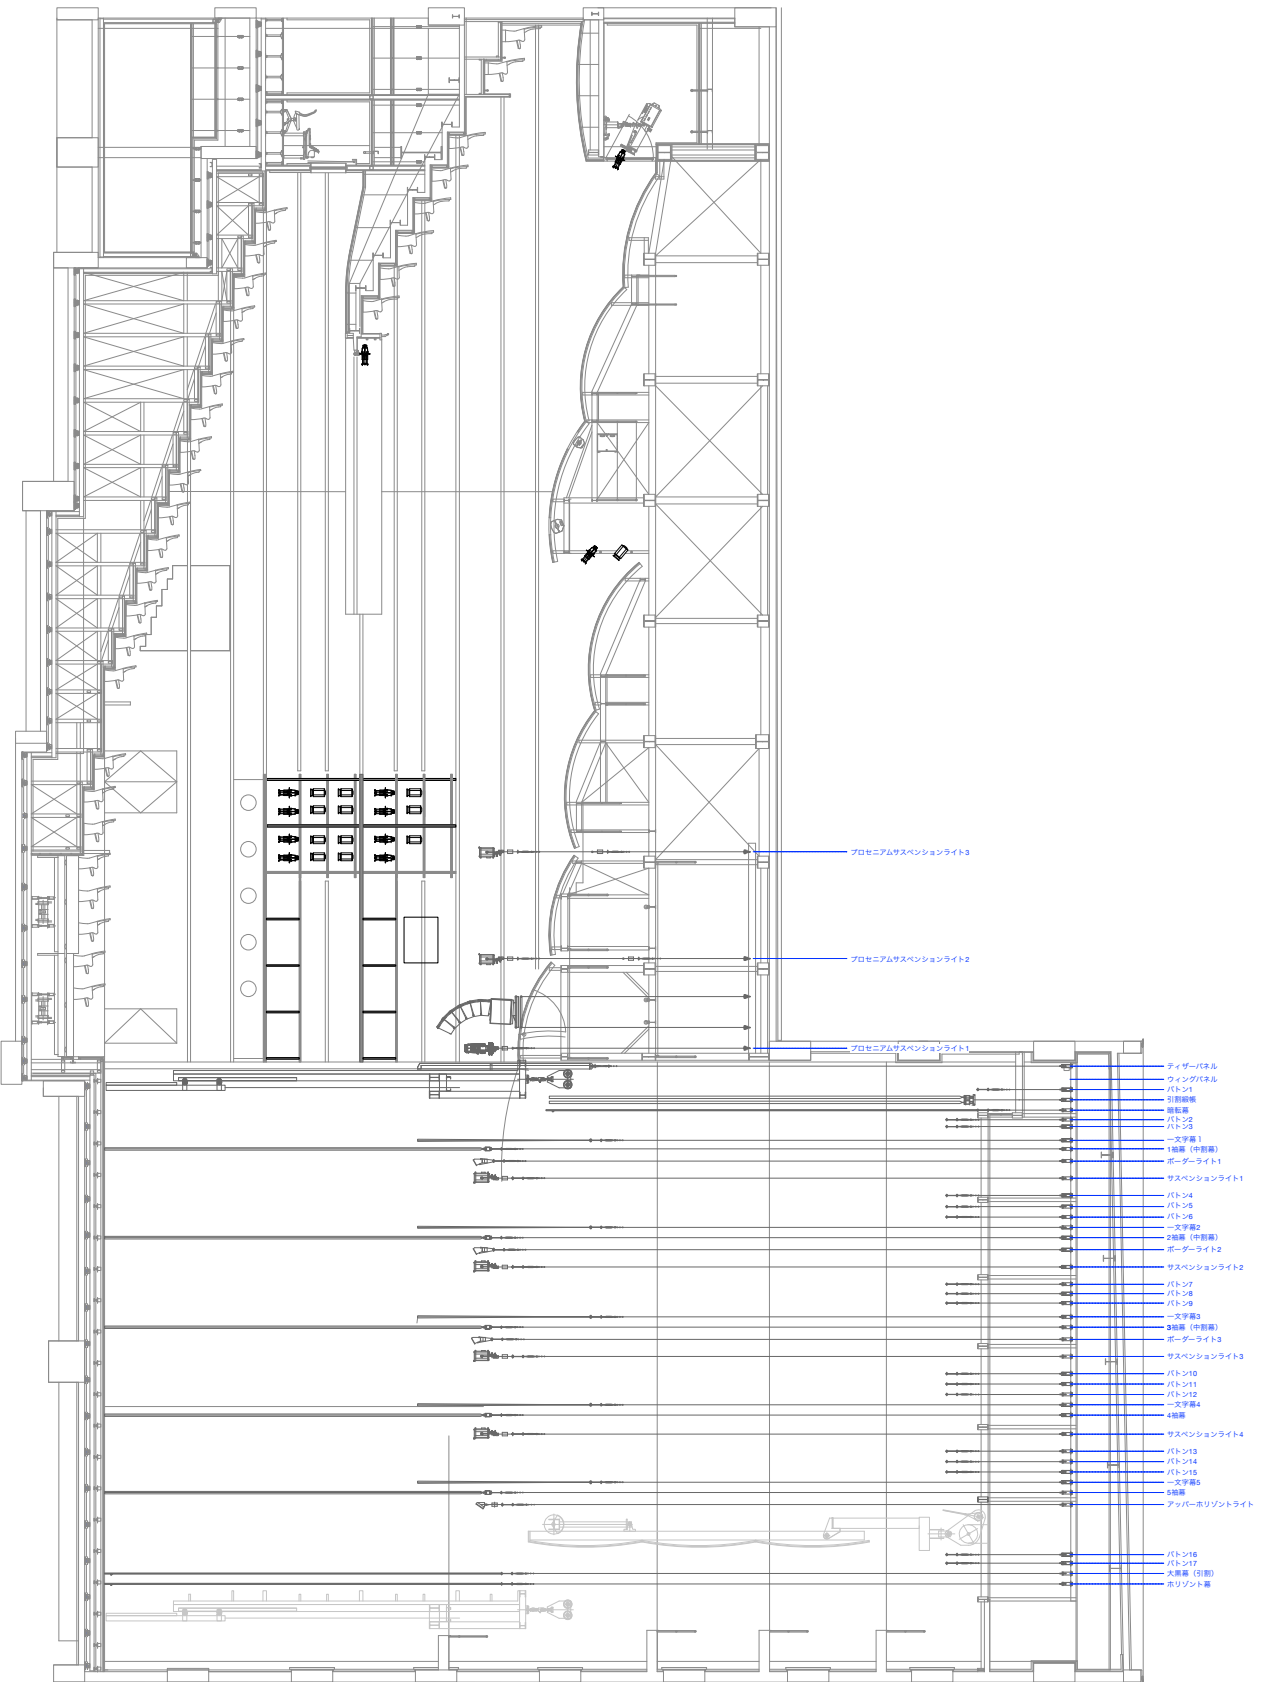 プロセニアムサスペンションライト3
プロセニアムサスペンションライト2
プロセニアムサスペンションライト1
ティザーパネル
ウィングパネル
バトン1
引割緞帳
暗転幕
バトン2
バトン3
一文字幕1
1袖幕（中割幕）
ボーダーライト1
サスペンションライト1
バトン4
バトン5
バトン6
一文字幕2
2袖幕（中割幕）
ボーダーライト2
サスペンションライト2
バトン7
バトン8
バトン9
一文字幕3
3袖幕（中割幕）
ボーダーライト3
サスペンションライト3
バトン10
バトン11
バトン12
一文字幕4
4袖幕
サスペンションライト4
バトン13
バトン14
バトン15
一文字幕5
5袖幕
アッパーホリゾントライト
バトン16
バトン17
大黒幕（引割）
ホリゾント幕